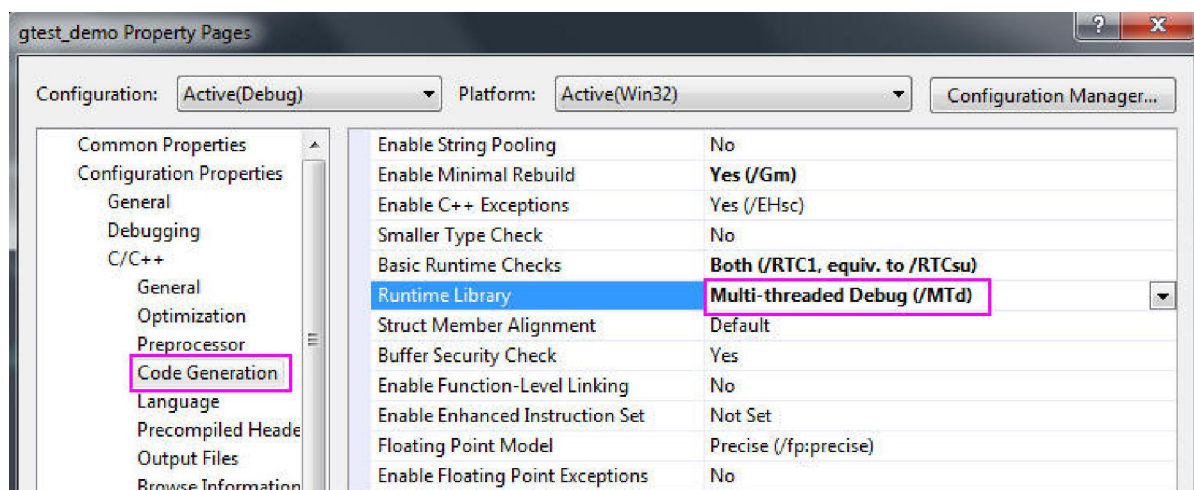 gtest_demo Property Pages
?
X
Configuration: Active(Debug) Platform: Active(Win32) Configuration Manager...
Common Properties
Configuration Properties
General
Debugging
C/C++
General
Optimization
Preprocessor
Code Generation
Language
Precompiled Heade
Output Files
Browse Information
Enable String Pooling No
Enable Minimal Rebuild Yes (/Gm)
Enable C++ Exceptions Yes (/EHsc)
Smaller Type Check No
Basic Runtime Checks Both (/RTC1, equiv. to /RTCsu)
Runtime Library Multi-threaded Debug (/MTd)
Struct Member Alignment Default
Buffer Security Check Yes
Enable Function-Level Linking No
Enable Enhanced Instruction Set Not Set
Floating Point Model Precise (/fp:precise)
Enable Floating Point Exceptions No